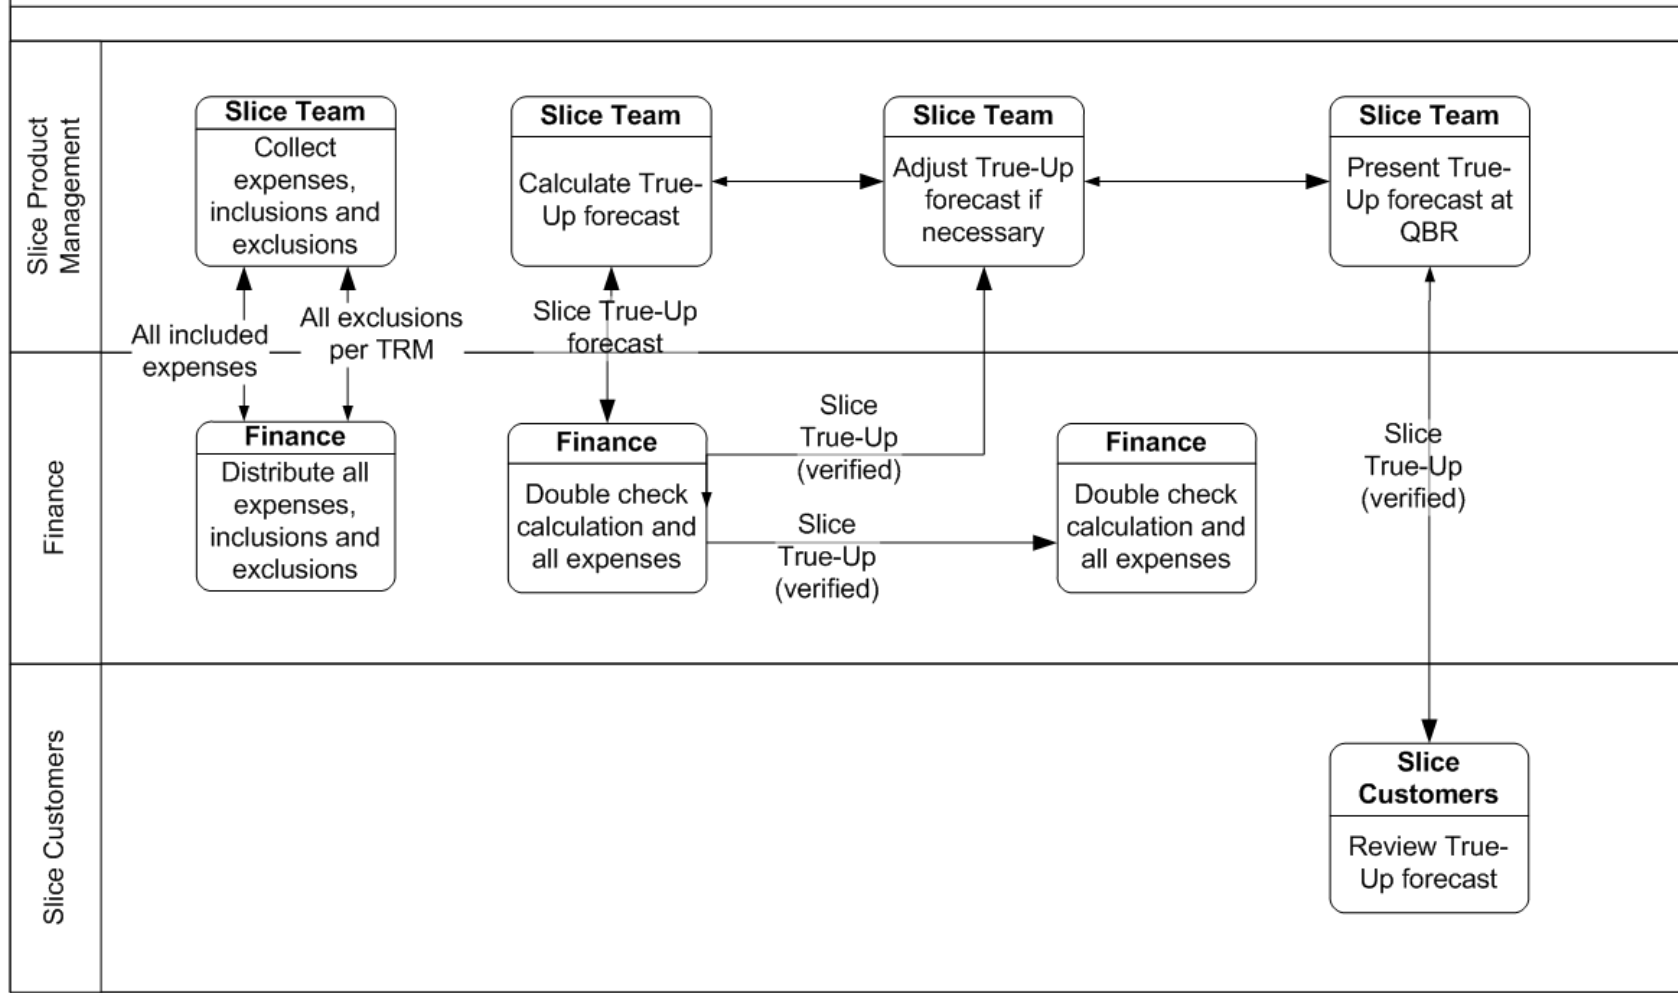 Slice Product
Management
Slice Team
Collect
expenses,
inclusions and
exclusions
Slice Team
Calculate True-
Up forecast
Slice Team
Adjust True-Up
forecast if
necessary
Slice Team
Present True-
Up forecast at
QBR
All included
expenses
All exclusions
per TRM
Slice True-Up
forecast
Finance
Finance
Distribute all
expenses,
inclusions and
exclusions
Finance
Double check
calculation and
all expenses
Slice
True-Up
(verified)
Slice
True-Up
(verified)
Finance
Double check
calculation and
all expenses
Slice
True-Up
(verified)
Slice Customers
Slice
Customers
Review True-
Up forecast